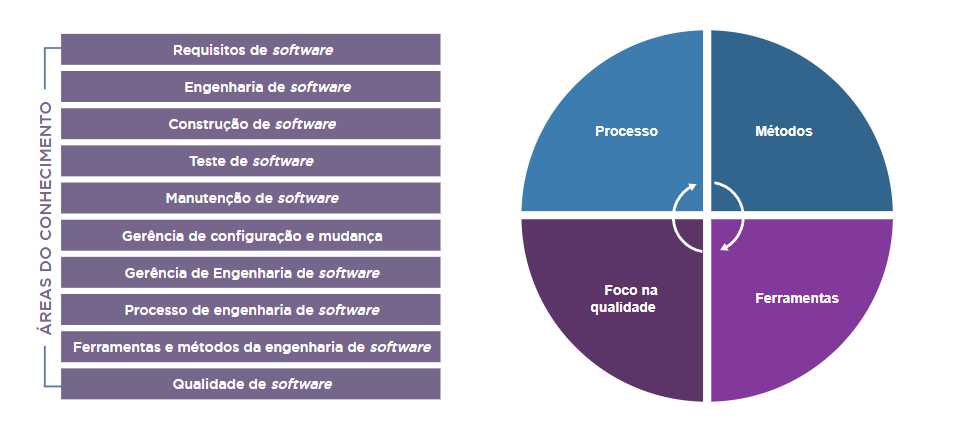 ÁREAS DO CONHECIMENTO
Requisitos de software
Engenharia de software
Construção de software
Teste de software
Manutenção de software
Gerência de configuração e mudança
Gerência de Engenharia de software
Processo de engenharia de software
Ferramentas e métodos da engenharia de software
Qualidade de software
Processo
Métodos
Foco na
qualidade
Ferramentas